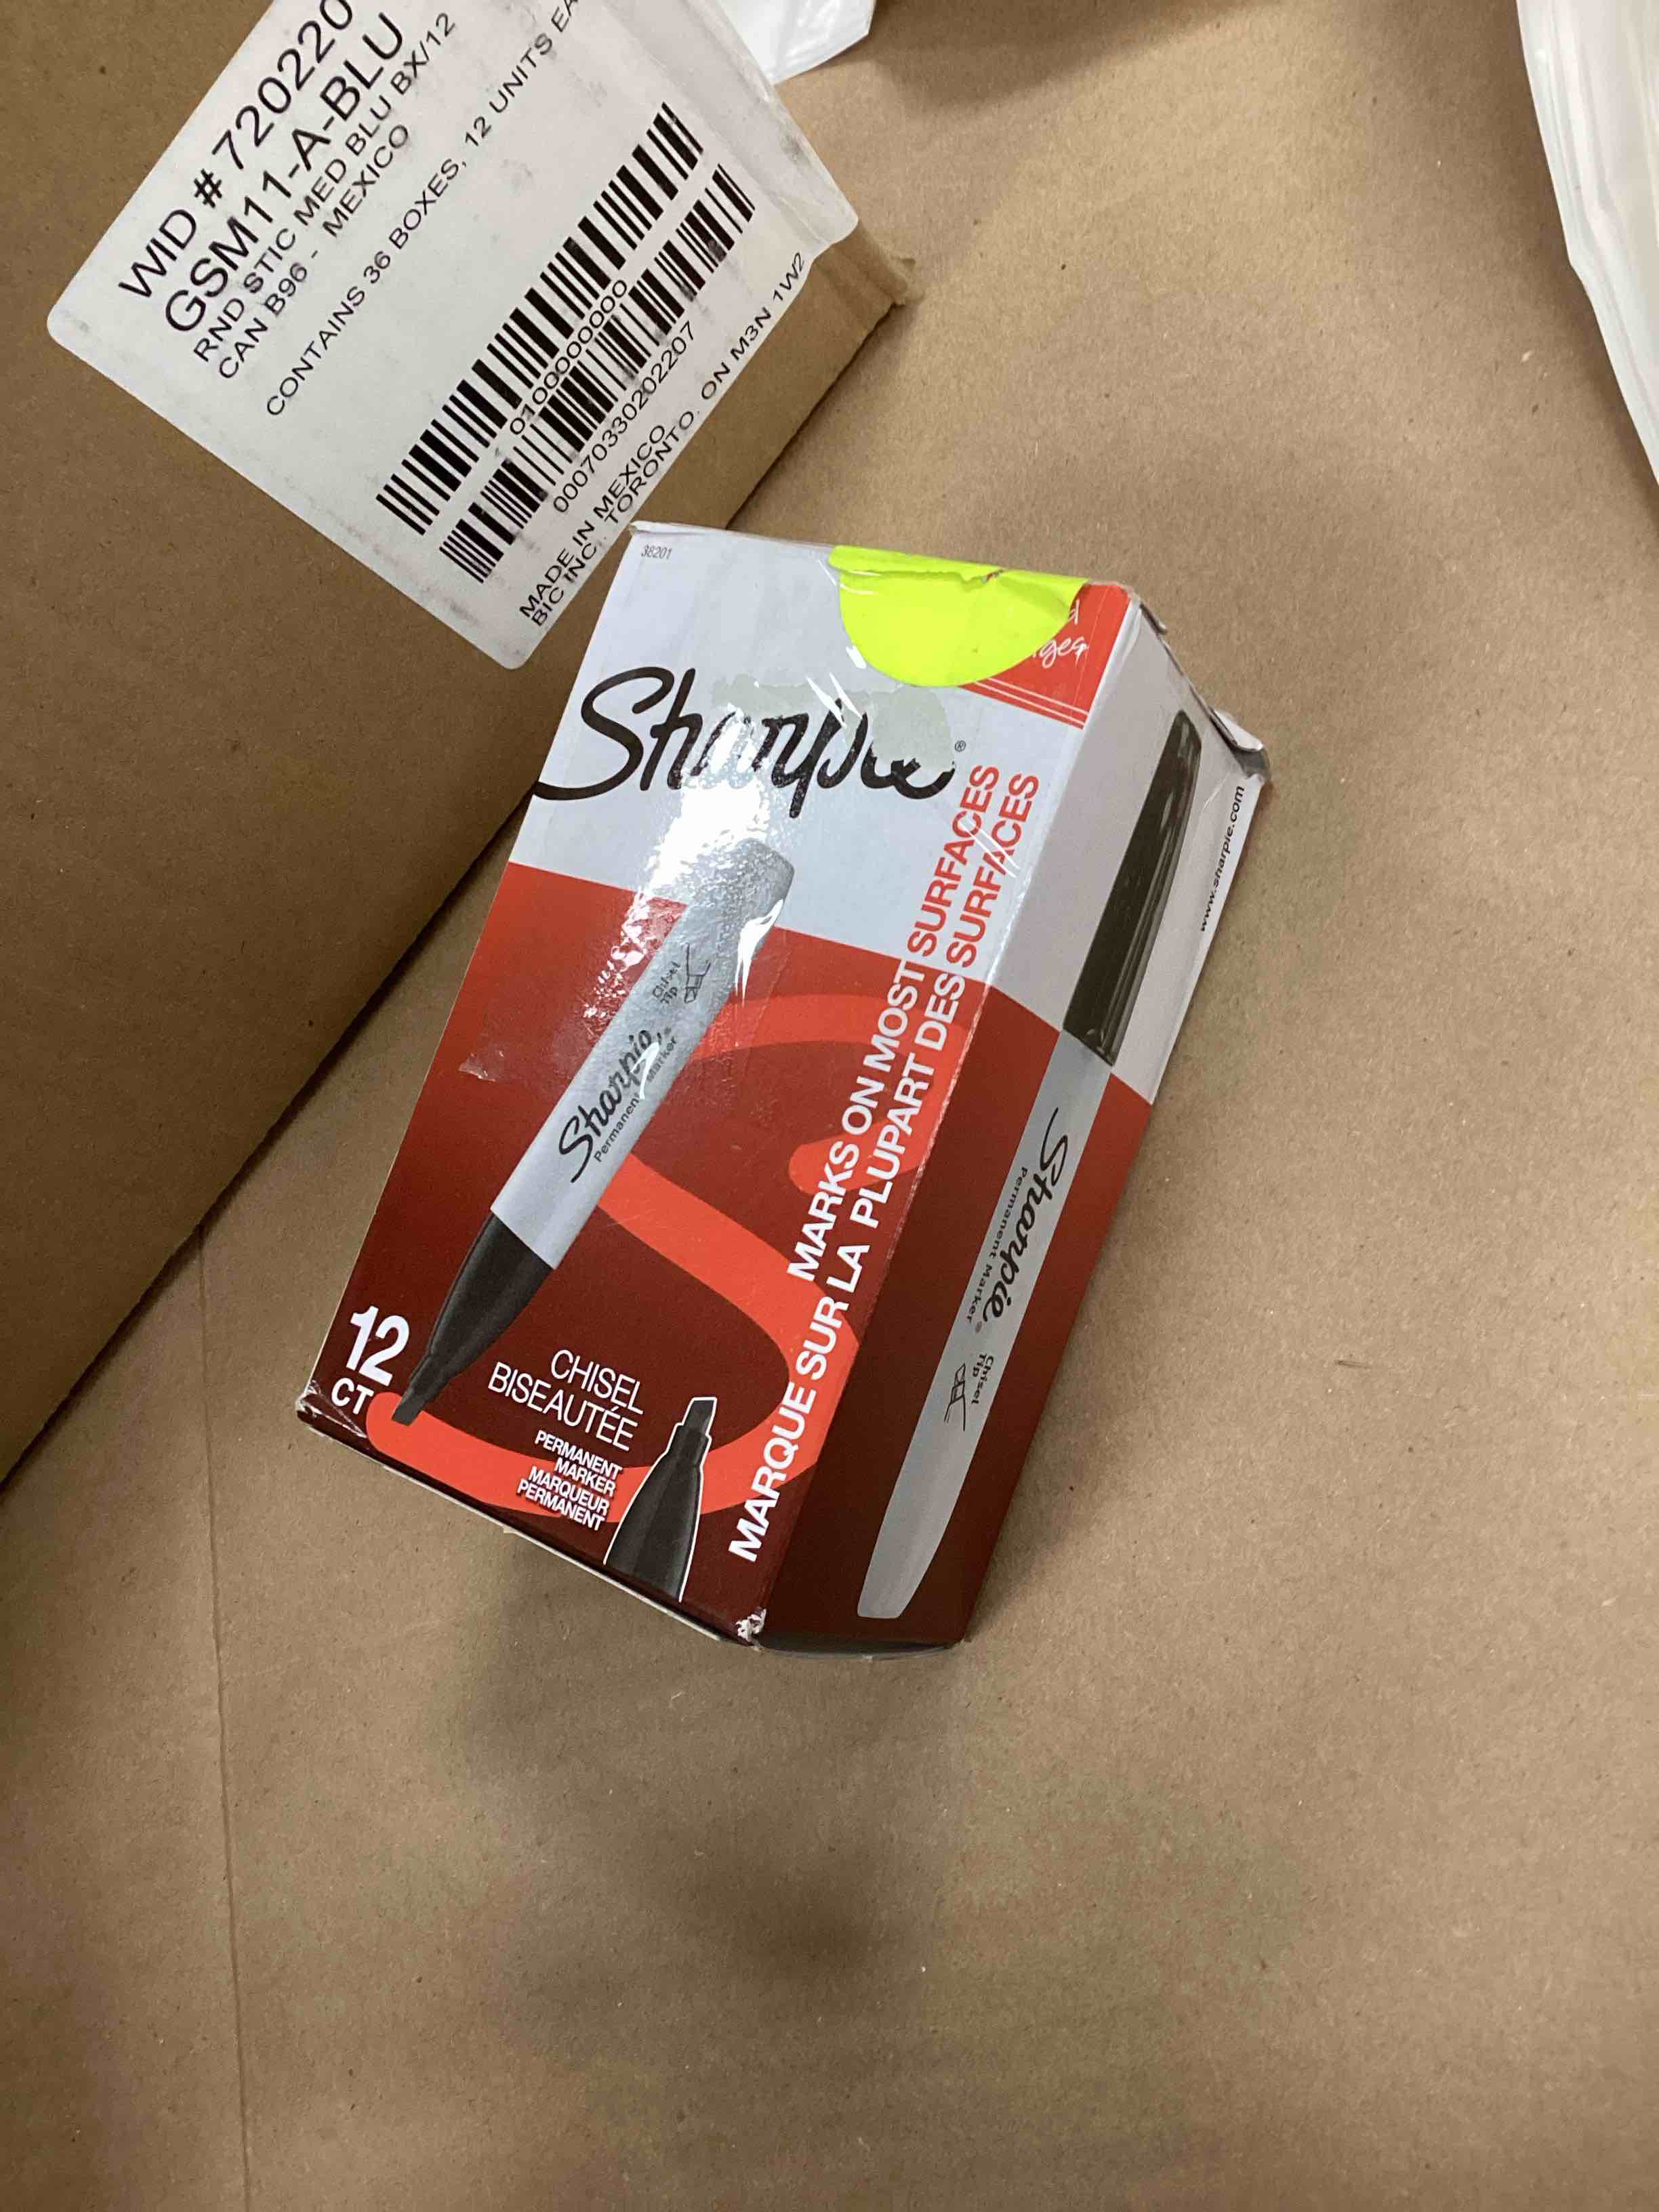 WID # 720220
GSM11-A-BLU
RND STIC MED BLU BX/12
CAN B96 - MEXICO
CONTAINS 36 BOXES, 12 UNITS
010000000000
00070330202207
MADE IN MEXICO
BIC INC. TORONTO. ON M3N 1W2
38201
Sharpie®
MARKS ON MOST SURFACES
MARQUE SUR LA PLUPART DES SURFACES
Chisel
Tip
Sharpie®
Permanent Marker
12
CT
CHISEL
BISEAUTÉE
PERMANENT
MARKER
MARQUEUR
PERMANENT
www.sharpie.com
Sharpie®
Permanent Marker
Chisel
Tip